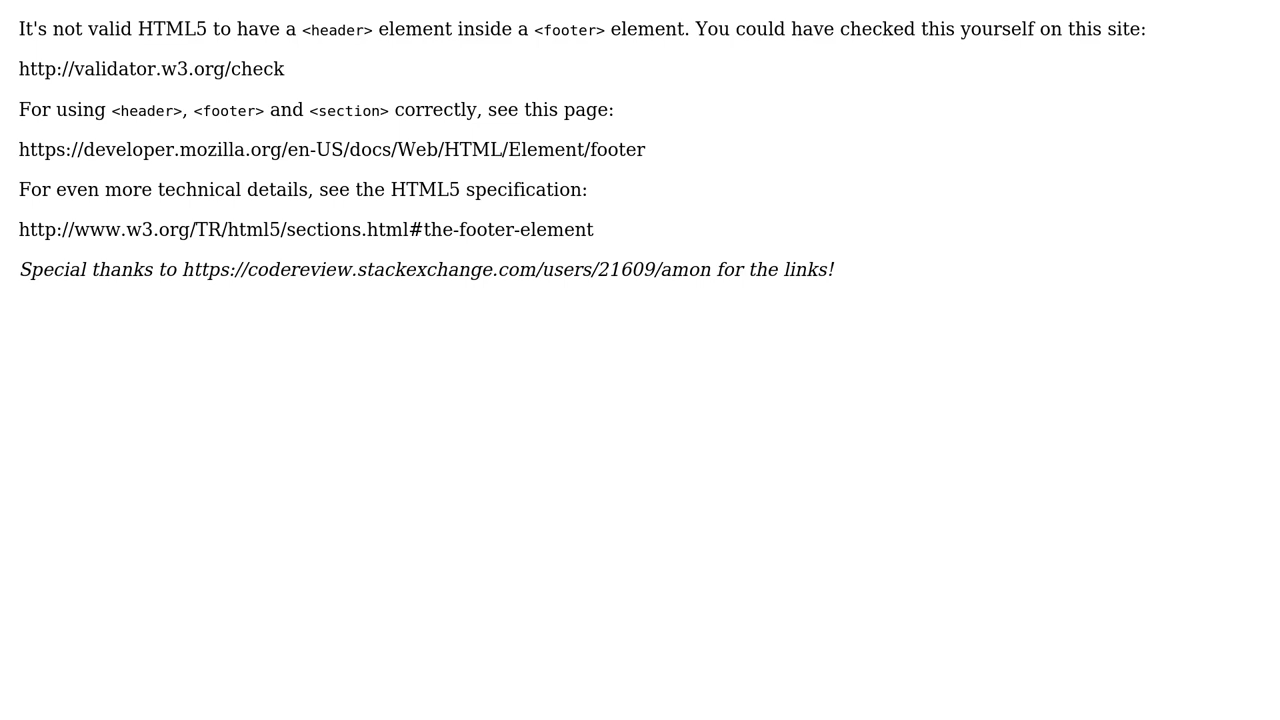 It's not valid HTML5 to have a <header> element inside a <footer> element. You could have checked this yourself on this site:
http://validator.w3.org/check
For using <header>, <footer> and <section> correctly, see this page:
https://developer.mozilla.org/en-US/docs/Web/HTML/Element/footer
For even more technical details, see the HTML5 specification:
http://www.w3.org/TR/html5/sections.html#the-footer-element
Special thanks to https://codereview.stackexchange.com/users/21609/amon for the links!